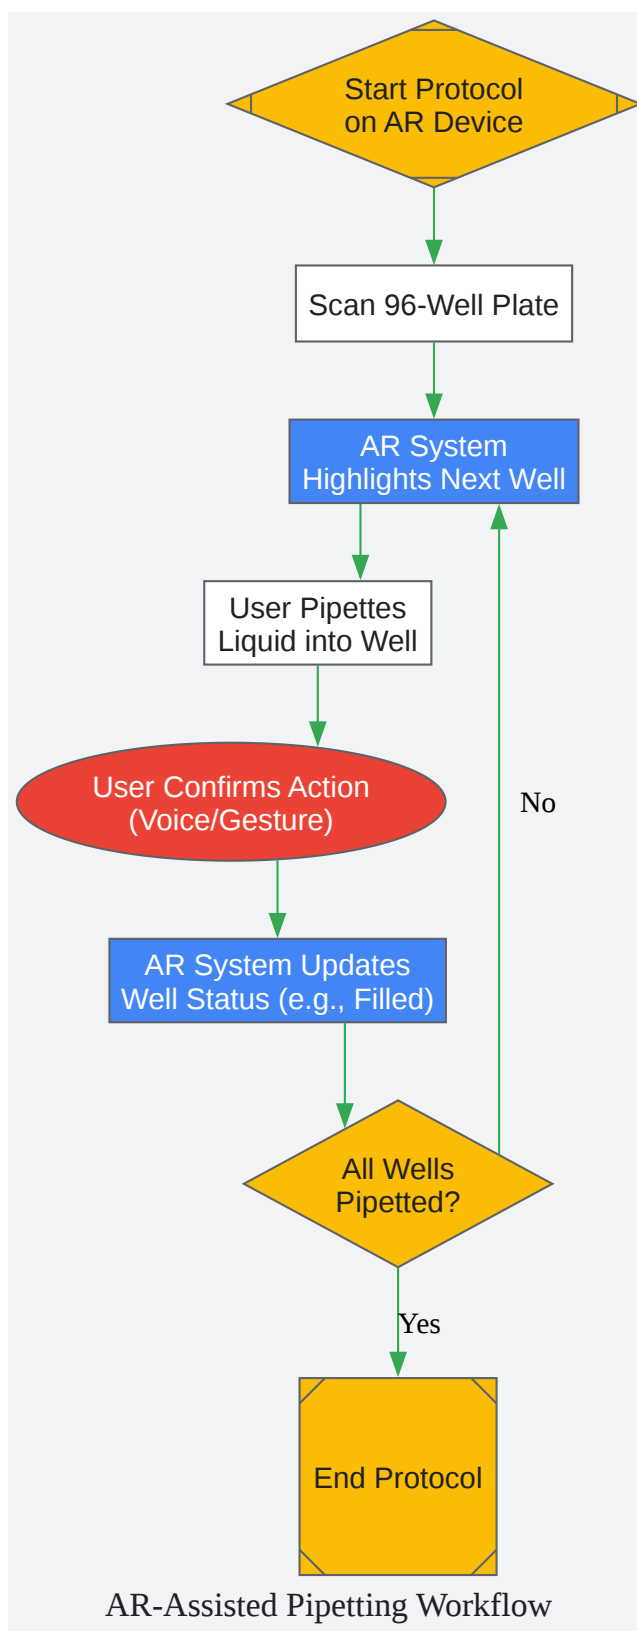 Start Protocol
on AR Device
Scan 96-Well Plate
AR System
Highlights Next Well
User Pipettes
Liquid into Well
User Confirms Action
(Voice/Gesture)
No
AR System Updates
Well Status (e.g., Filled)
All Wells
Pipetted?
Yes
End Protocol
AR-Assisted Pipetting Workflow